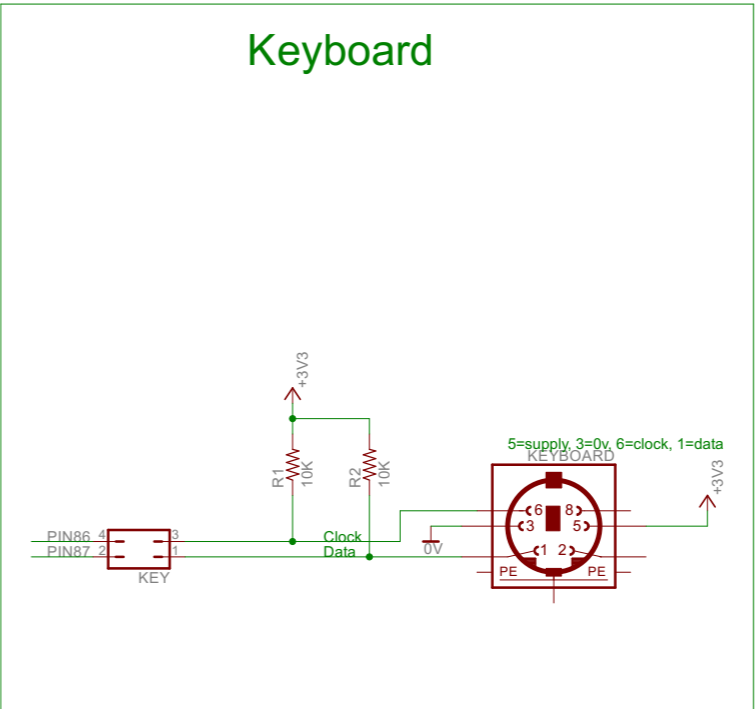 Keyboard
+3V3
R1
10K
R2
10K
5=supply, 3=0v, 6=clock, 1=data
KEYBOARD
+3V3
6
8
3
5
1
2
PE
PE
0V
PIN86
4
3
Clock
PIN87
2
1
Data
KEY